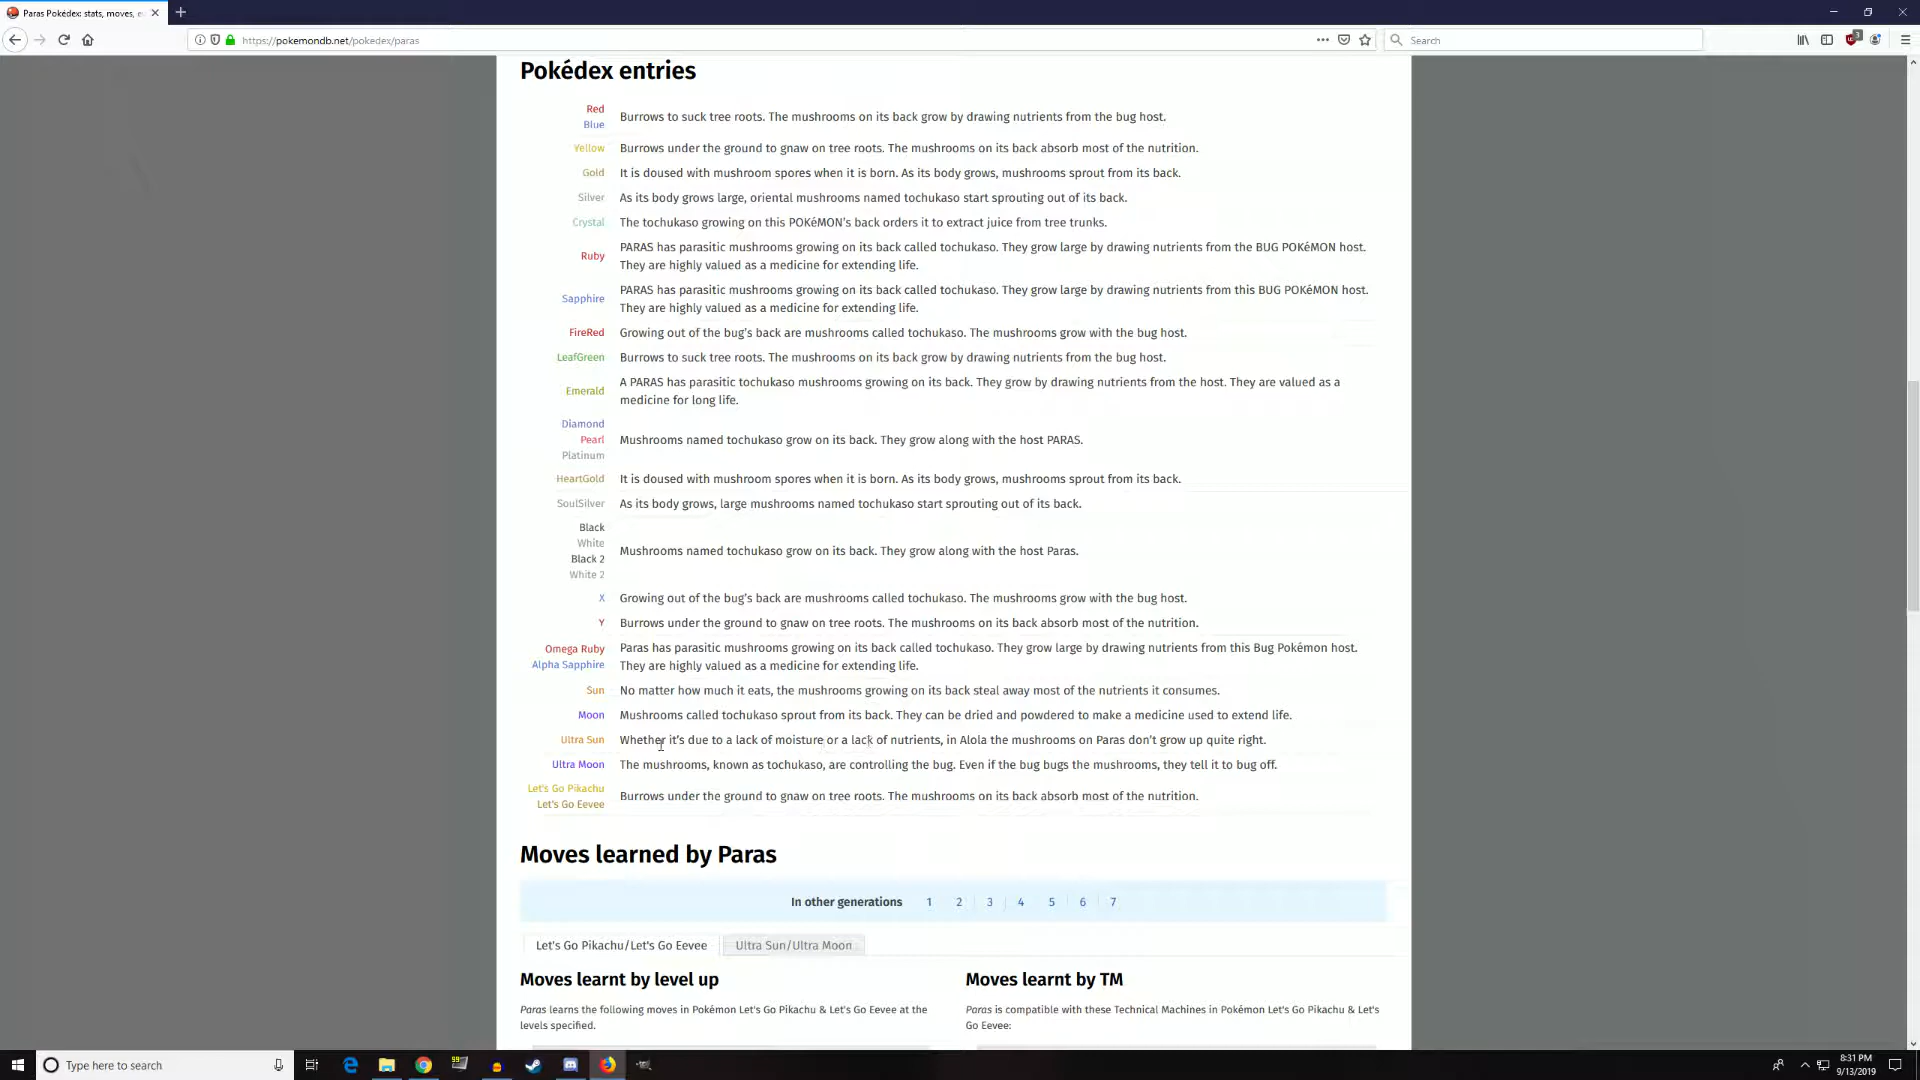 Paras Pokédex: stats, moves, e
https://pokemondb.net/pokedex/paras
Search
3
Pokédex entries
Red
Blue
Burrows to suck tree roots. The mushrooms on its back grow by drawing nutrients from the bug host.
Yellow
Burrows under the ground to gnaw on tree roots. The mushrooms on its back absorb most of the nutrition.
Gold
It is doused with mushroom spores when it is born. As its body grows, mushrooms sprout from its back.
Silver
As its body grows large, oriental mushrooms named tochukaso start sprouting out of its back.
Crystal
The tochukaso growing on this POKéMON's back orders it to extract juice from tree trunks.
Ruby
PARAS has parasitic mushrooms growing on its back called tochukaso. They grow large by drawing nutrients from the BUG POKéMON host.
They are highly valued as a medicine for extending life.
Sapphire
PARAS has parasitic mushrooms growing on its back called tochukaso. They grow large by drawing nutrients from this BUG POKéMON host.
They are highly valued as a medicine for extending life.
FireRed
Growing out of the bug's back are mushrooms called tochukaso. The mushrooms grow with the bug host.
LeafGreen
Burrows to suck tree roots. The mushrooms on its back grow by drawing nutrients from the bug host.
Emerald
A PARAS has parasitic tochukaso mushrooms growing on its back. They grow by drawing nutrients from the host. They are valued as a
medicine for long life.
Diamond
Pearl
Platinum
Mushrooms named tochukaso grow on its back. They grow along with the host PARAS.
HeartGold
It is doused with mushroom spores when it is born. As its body grows, mushrooms sprout from its back.
SoulSilver
As its body grows, large mushrooms named tochukaso start sprouting out of its back.
Black
White
Black 2
White 2
Mushrooms named tochukaso grow on its back. They grow along with the host Paras.
X
Growing out of the bug's back are mushrooms called tochukaso. The mushrooms grow with the bug host.
Y
Burrows under the ground to gnaw on tree roots. The mushrooms on its back absorb most of the nutrition.
Omega Ruby
Alpha Sapphire
Paras has parasitic mushrooms growing on its back called tochukaso. They grow large by drawing nutrients from this Bug Pokémon host.
They are highly valued as a medicine for extending life.
Sun
No matter how much it eats, the mushrooms growing on its back steal away most of the nutrients it consumes.
Moon
Mushrooms called tochukaso sprout from its back. They can be dried and powdered to make a medicine used to extend life.
Ultra Sun
Whether it's due to a lack of moisture or a lack of nutrients, in Alola the mushrooms on Paras don't grow up quite right.
Ultra Moon
The mushrooms, known as tochukaso, are controlling the bug. Even if the bug bugs the mushrooms, they tell it to bug off.
Let's Go Pikachu
Let's Go Eevee
Burrows under the ground to gnaw on tree roots. The mushrooms on its back absorb most of the nutrition.
Moves learned by Paras
In other generations 1 2 3 4 5 6 7
Let's Go Pikachu/Let's Go Eevee
Ultra Sun/Ultra Moon
Moves learnt by level up
Paras learns the following moves in Pokémon Let's Go Pikachu & Let's Go Eevee at the
levels specified.
Moves learnt by TM
Paras is compatible with these Technical Machines in Pokémon Let's Go Pikachu & Let's
Go Eevee:
Type here to search
8:31 PM
9/13/2019